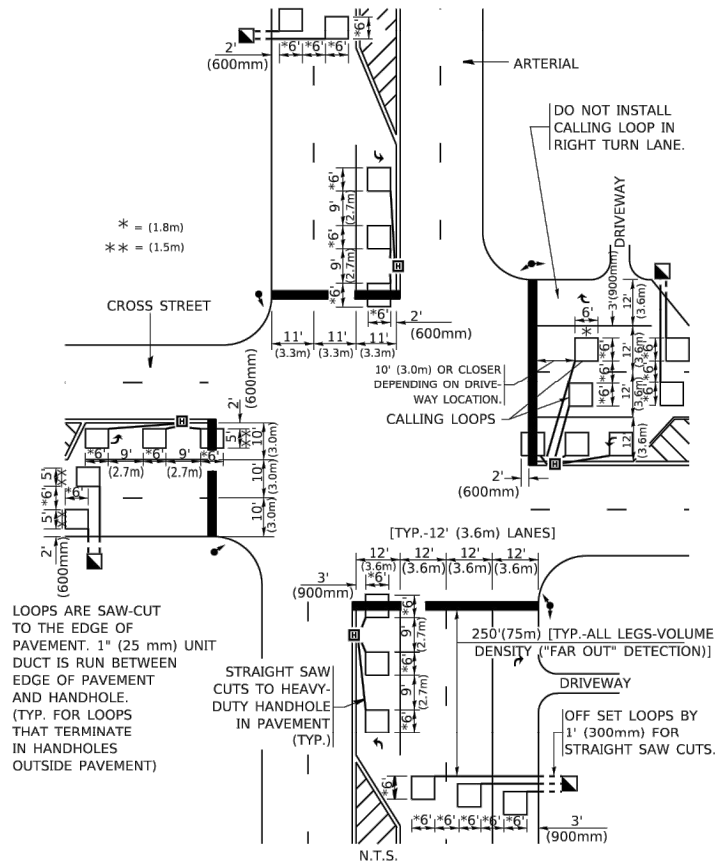 *6'
*6' *6' *6'
2'
(600mm)
ARTERIAL
DO NOT INSTALL
CALLING LOOP IN
RIGHT TURN LANE.
*6'
9'
(2.7m)
*6'
9'
(2.7m)
*6'
H
* = (1.8m)
** = (1.5m)
DRIVEWAY
CROSS STREET
*6'
2'
(600mm)
11' 11' 11'
(3.3m) (3.3m) (3.3m)
3'(900mm)
12'
(3.6m)
6'
*
*6'
*6'
*6'
12'
(3.6m)
12'
(3.6m)
12'
(3.6m)
*6'
*6'
*6'
10' (3.0m) OR CLOSER
DEPENDING ON DRIVE-
WAY LOCATION.
CALLING LOOPS
H
2'
(600mm)
2'
(600mm)
H
*6' 9' *6' 9' *6'
(2.7m) (2.7m)
5'
**
10'
(3.0m)
10'
(3.0m)
10'
(3.0m)
5'
**
*6'
*6'
5'
**
2'
(600mm)
[TYP.-12' (3.6m) LANES]
12' 12' 12' 12'
(3.6m) (3.6m) (3.6m) (3.6m)
3'
(900mm)
*6'
*6'
9'
(2.7m)
*6'
9'
(2.7m)
*6'
H
LOOPS ARE SAW-CUT
TO THE EDGE OF
PAVEMENT. 1" (25 mm) UNIT
DUCT IS RUN BETWEEN
EDGE OF PAVEMENT
AND HANDHOLE.
(TYP. FOR LOOPS
THAT TERMINATE
IN HANDHOLES
OUTSIDE PAVEMENT)
STRAIGHT SAW
CUTS TO HEAVY-
DUTY HANDHOLE
IN PAVEMENT
(TYP.)
250'(75m) [TYP.-ALL LEGS-VOLUME
DENSITY ("FAR OUT" DETECTION)]
DRIVEWAY
OFF SET LOOPS BY
1' (300mm) FOR
STRAIGHT SAW CUTS.
*6'
*6' *6' *6' *6' *6'
3'
(900mm)
N.T.S.